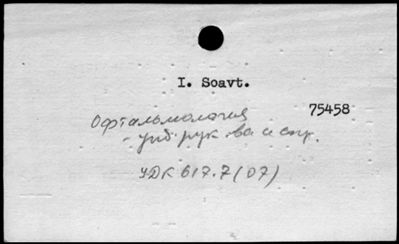 I. Soavt.
75458
Офтальмология
- учеб. рук-ва и спр.
УДК 617.7(07)